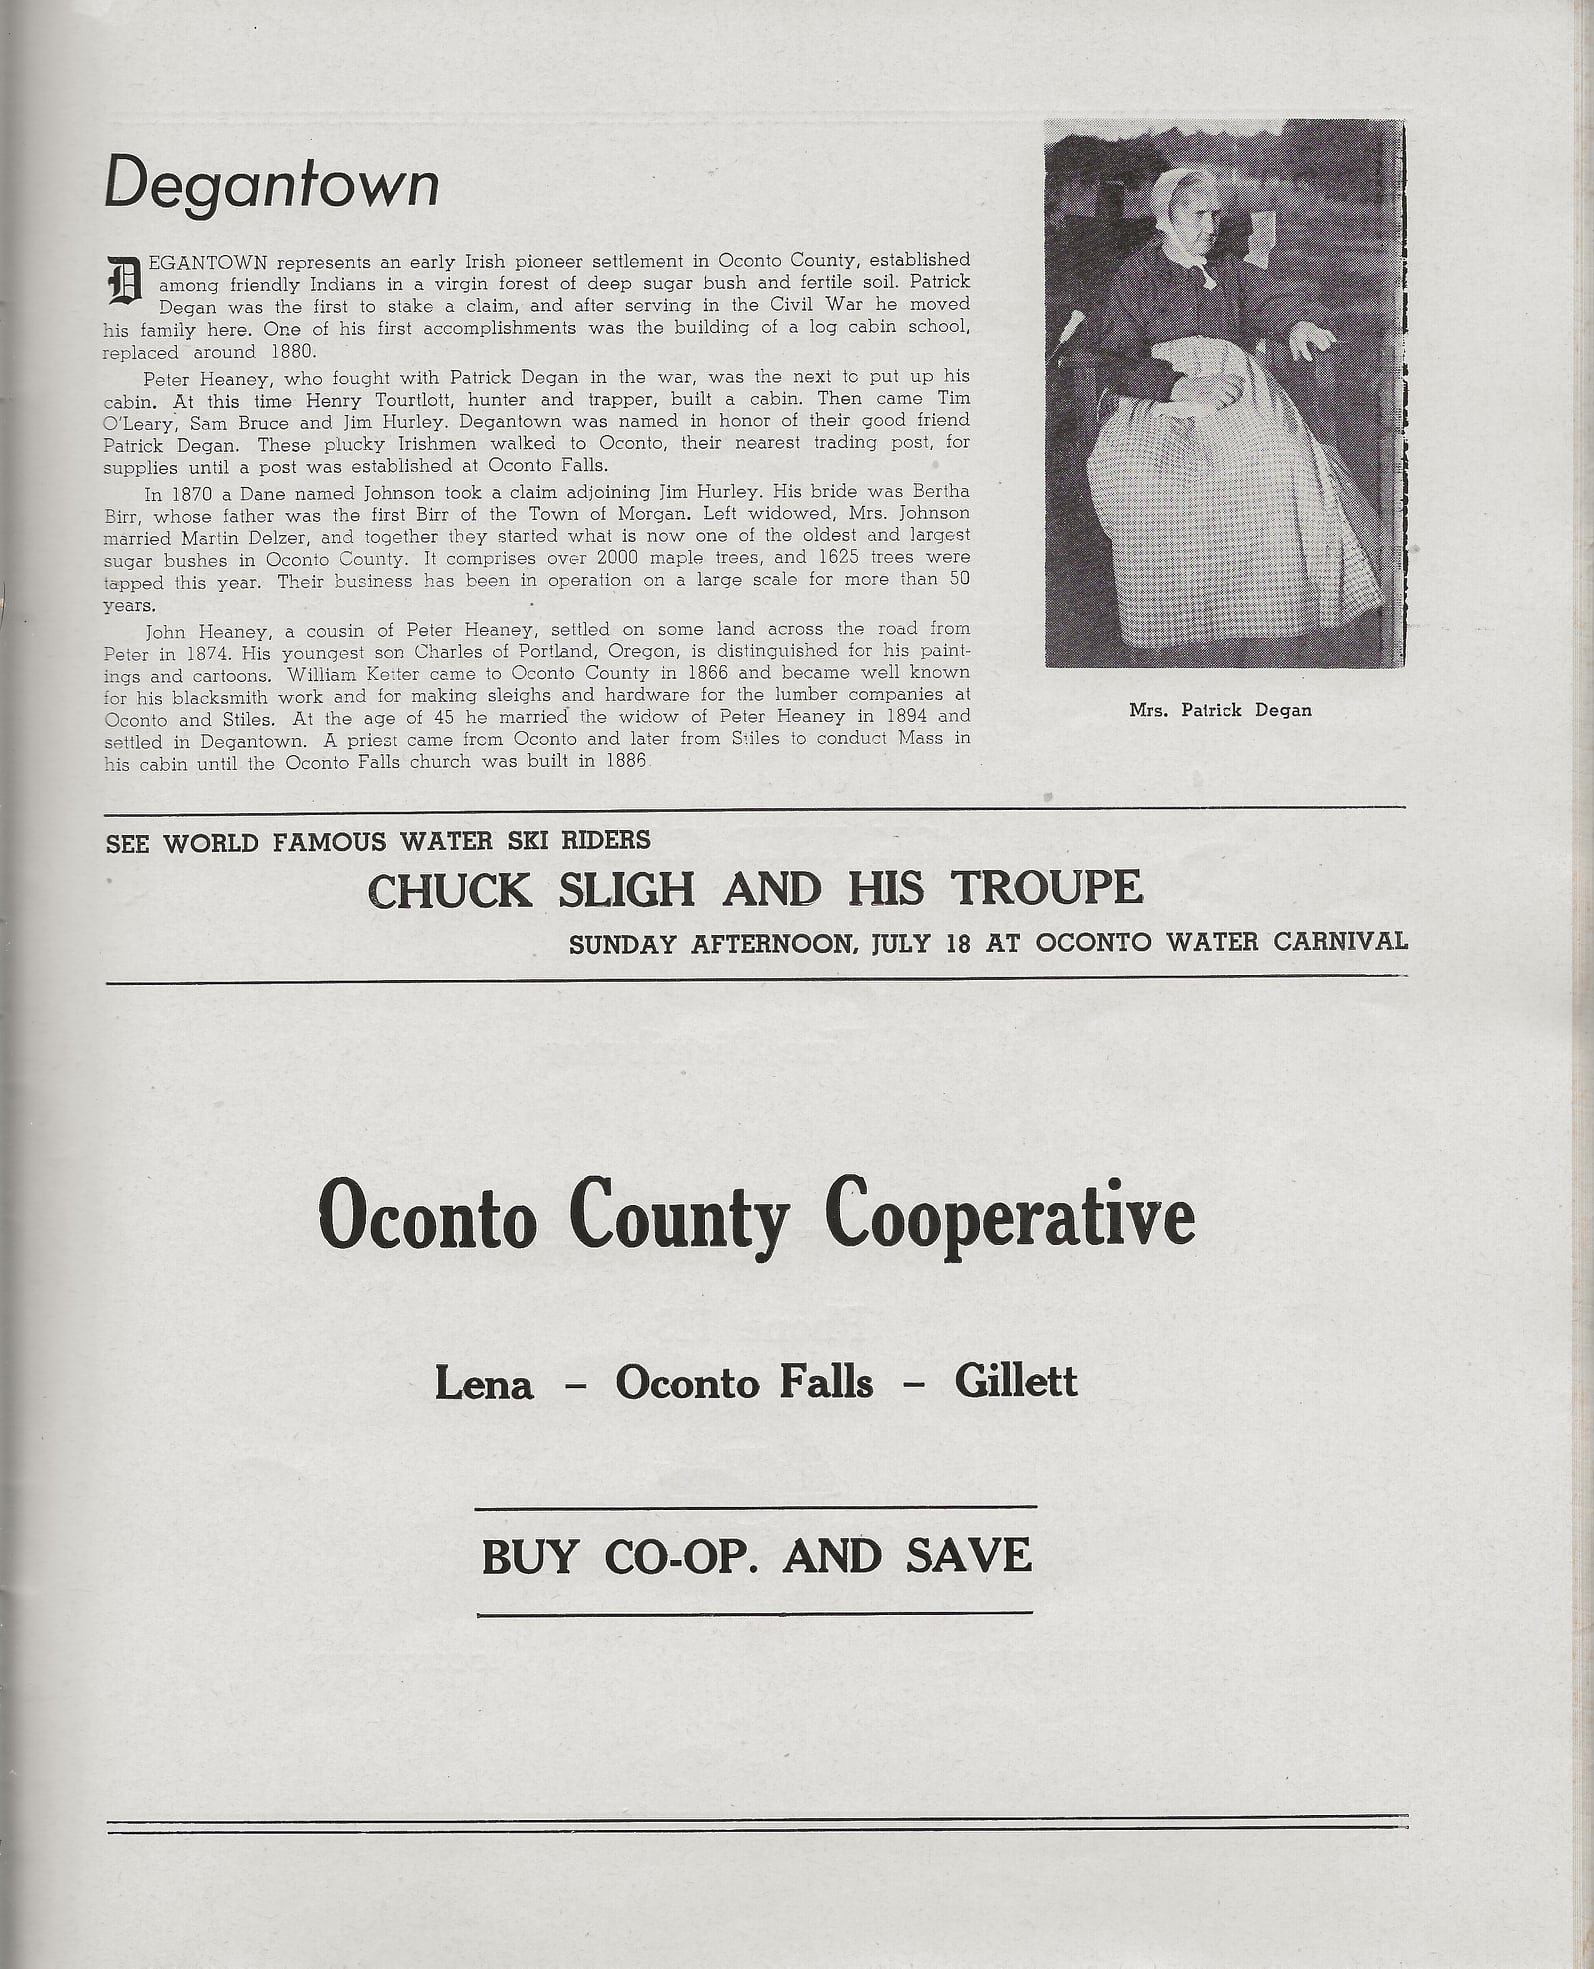 Degantown
DEGANTOWN represents an early Irish pioneer settlement in Oconto County, established
among friendly Indians in a virgin forest of deep sugar bush and fertile soil. Patrick
Degan was the first to stake a claim, and after serving in the Civil War he moved
his family here. One of his first accomplishments was the building of a log cabin school,
replaced around 1880.
Peter Heaney, who fought with Patrick Degan in the war, was the next to put up his
cabin. At this time Henry Tourtlott, hunter and trapper, built a cabin. Then came Tim
O'Leary, Sam Bruce and Jim Hurley. Degantown was named in honor of their good friend
Patrick Degan. These plucky Irishmen walked to Oconto, their nearest trading post, for
supplies until a post was established at Oconto Falls.
In 1870 a Dane named Johnson took a claim adjoining Jim Hurley. His bride was Bertha
Birr, whose father was the first Birr of the Town of Morgan. Left widowed, Mrs. Johnson
married Martin Delzer, and together they started what is now one of the oldest and largest
sugar bushes in Oconto County. It comprises over 2000 maple trees, and 1625 trees were
tapped this year. Their business has been in operation on a large scale for more than 50
years.
John Heaney, a cousin of Peter Heaney, settled on some land across the road from
Peter in 1874. His youngest son Charles of Portland, Oregon, is distinguished for his paint-
ings and cartoons. William Ketter came to Oconto County in 1866 and became well known
for his blacksmith work and for making sleighs and hardware for the lumber companies at
Oconto and Stiles. At the age of 45 he married the widow of Peter Heaney in 1894 and
settled in Degantown. A priest came from Oconto and later from Stiles to conduct Mass in
his cabin until the Oconto Falls church was built in 1886.
Mrs. Patrick Degan
SEE WORLD FAMOUS WATER SKI RIDERS
CHUCK SLIGH AND HIS TROUPE
SUNDAY AFTERNOON, JULY 18 AT OCONTO WATER CARNIVAL
Oconto County Cooperative
Lena – Oconto Falls – Gillett
BUY CO-OP. AND SAVE